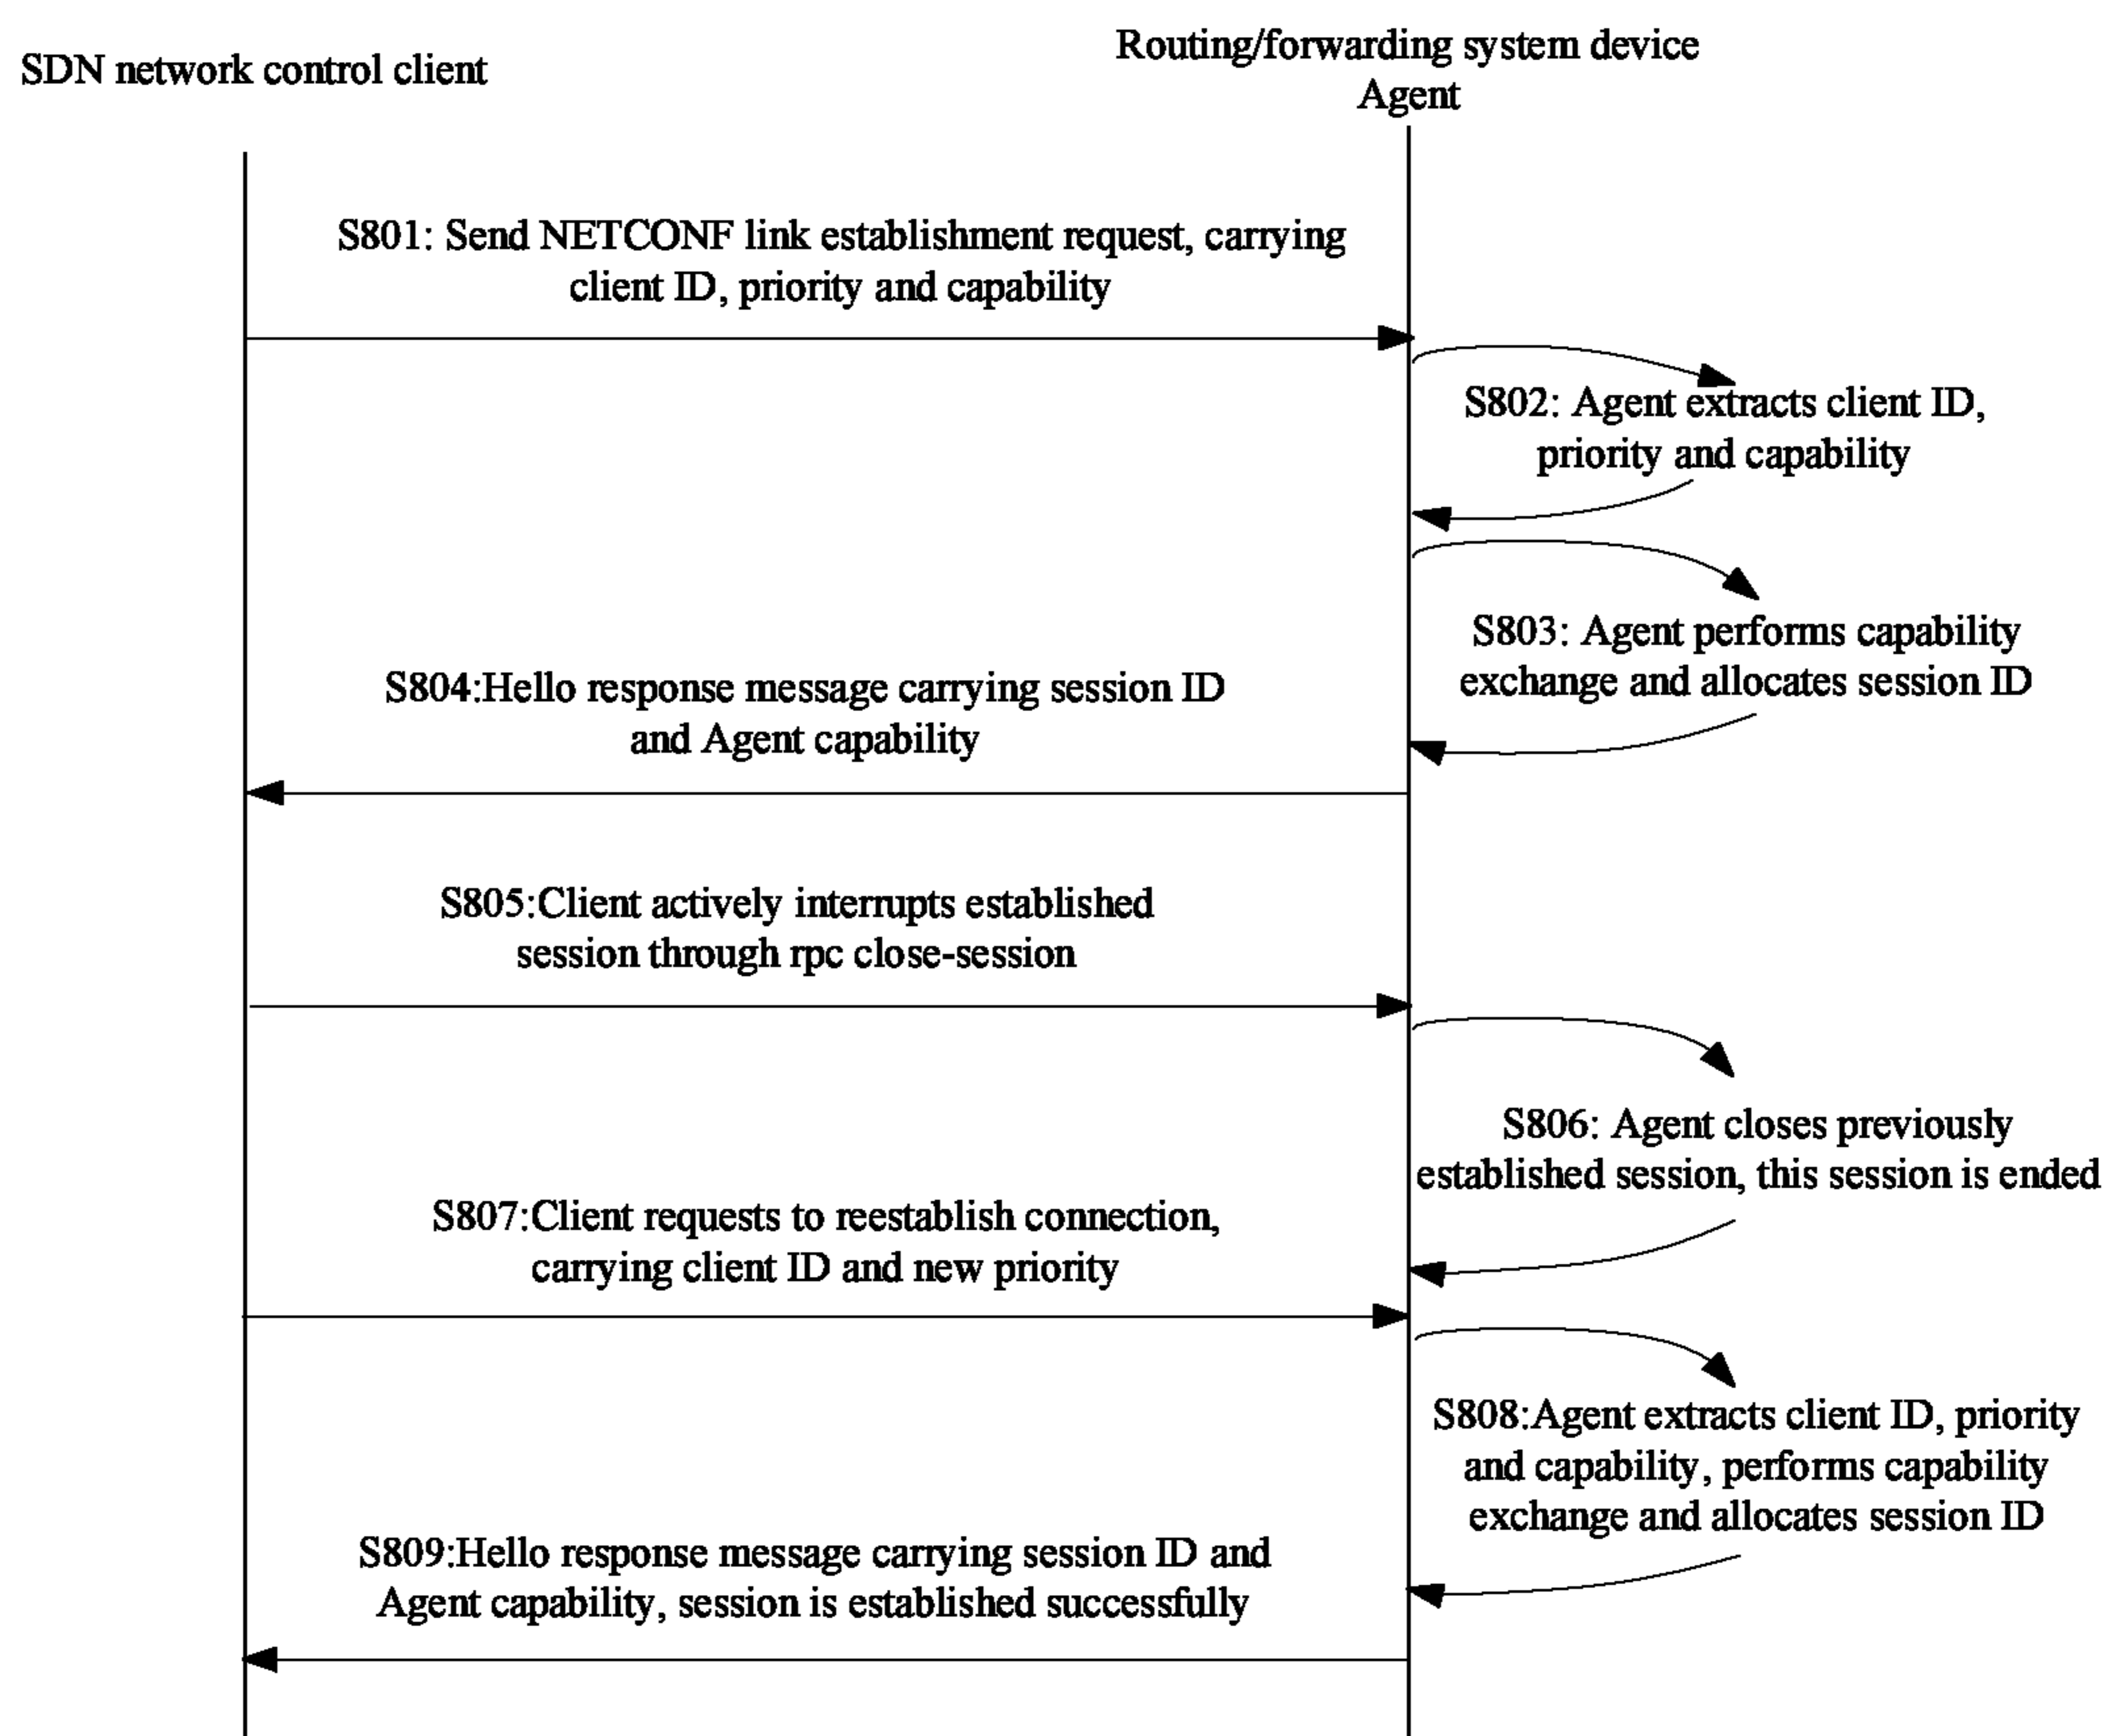 SDN network control client
Routing/forwarding system device
Agent
S801: Send NETCONF link establishment request, carrying
client ID, priority and capability
S802: Agent extracts client ID,
priority and capability
S803: Agent performs capability
exchange and allocates session ID
S804:Hello response message carrying session ID
and Agent capability
S805:Client actively interrupts established
session through rpc close-session
S806: Agent closes previously
established session, this session is ended
S807:Client requests to reestablish connection,
carrying client ID and new priority
S808:Agent extracts client ID, priority
and capability, performs capability
exchange and allocates session ID
S809:Hello response message carrying session ID and
Agent capability, session is established successfully